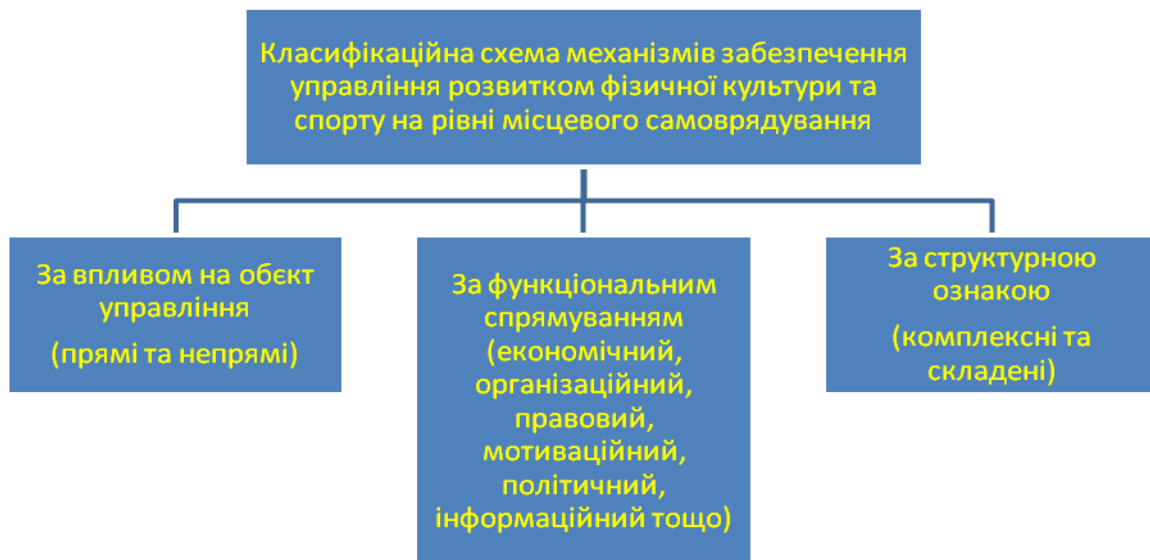 Класифікаційна схема механізмів забезпечення
управління розвитком фізичної культури та
спорту на рівні місцевого самоврядування
За впливом на обєкт
управління
(прямі та непрямі)
За функціональним
спрямуванням
(економічний,
організаційний,
правовий,
мотиваційний,
політичний,
інформаційний тощо)
За структурною
ознакою
(комплексні та
складені)